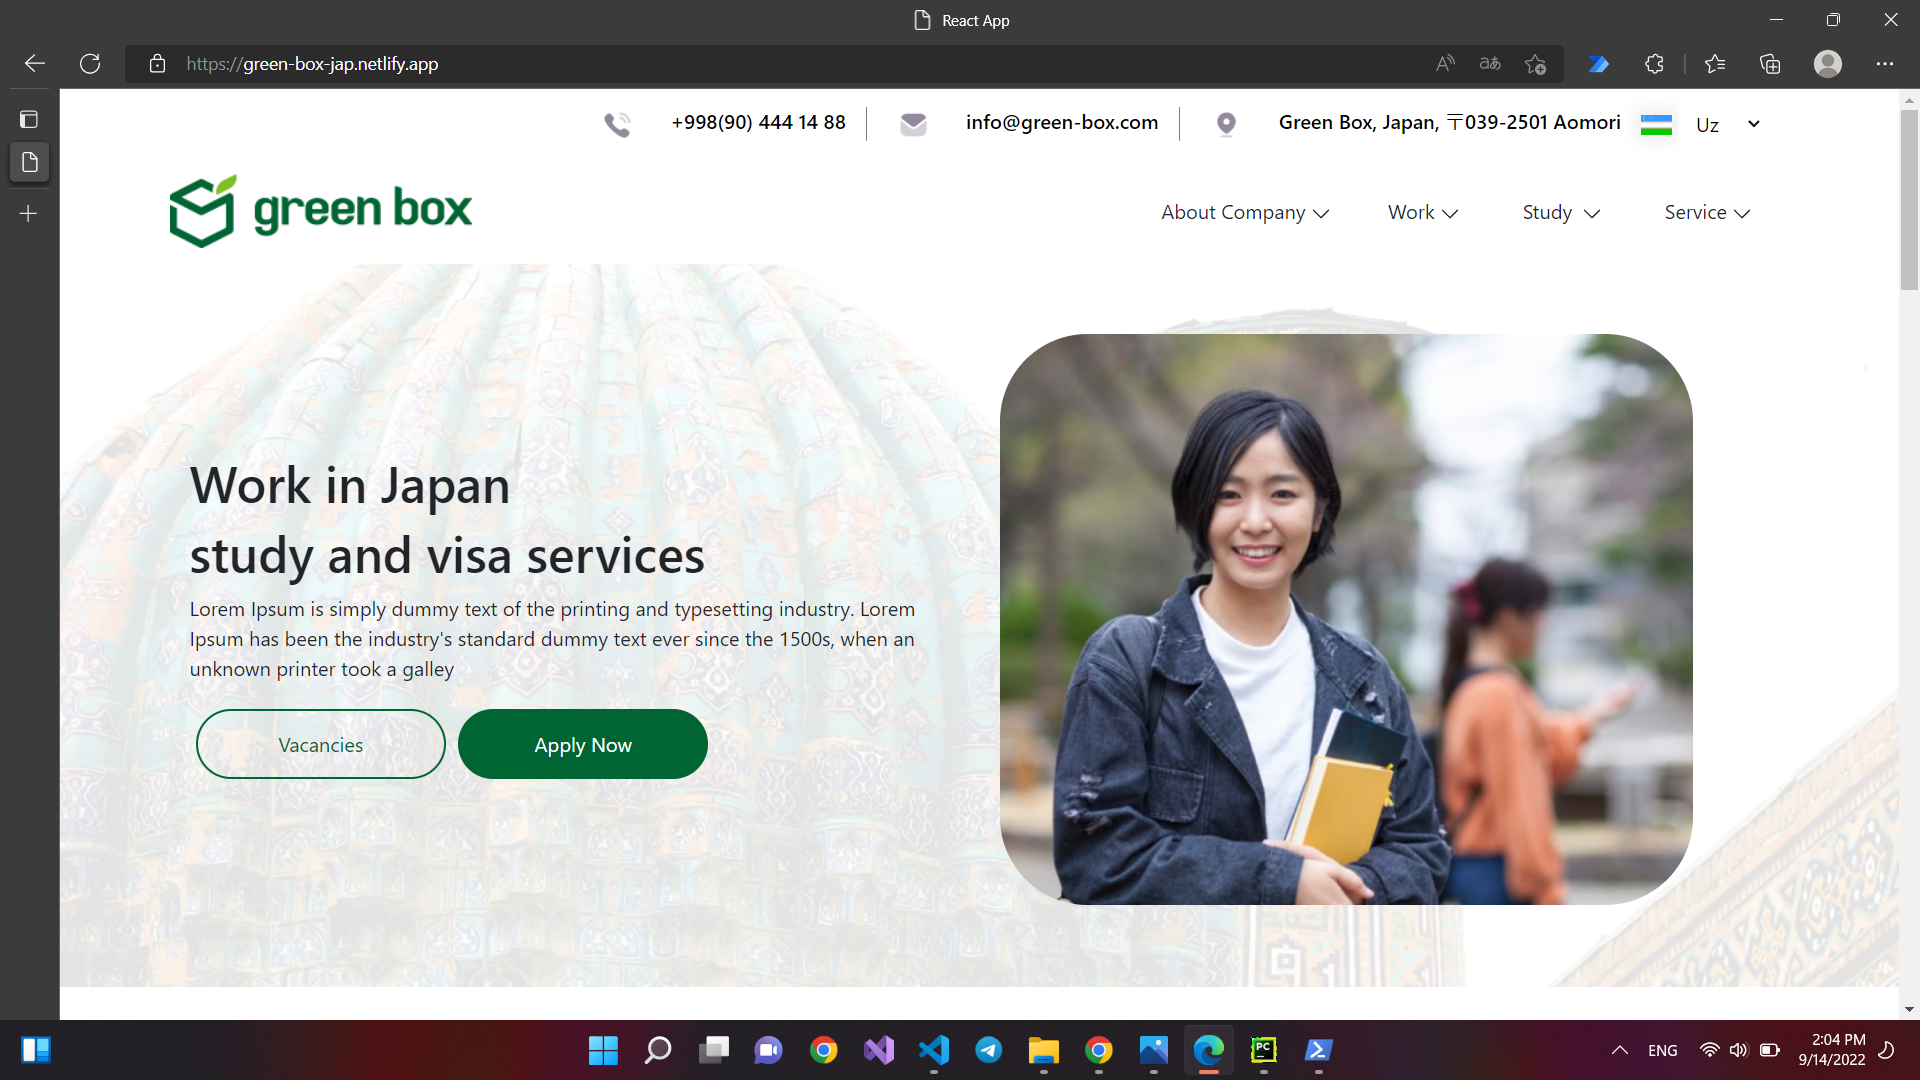 React App
https://green-box-jap.netlify.app
+998(90) 444 14 88
info@green-box.com
Green Box, Japan, 〒039-2501 Aomori
Uz
green box
About Company
Work
Study
Service
Work in Japan
study and visa services
Lorem Ipsum is simply dummy text of the printing and typesetting industry. Lorem
Ipsum has been the industry's standard dummy text ever since the 1500s, when an
unknown printer took a galley
Vacancies
Apply Now
PC
ENG
2:04 PM
9/14/2022